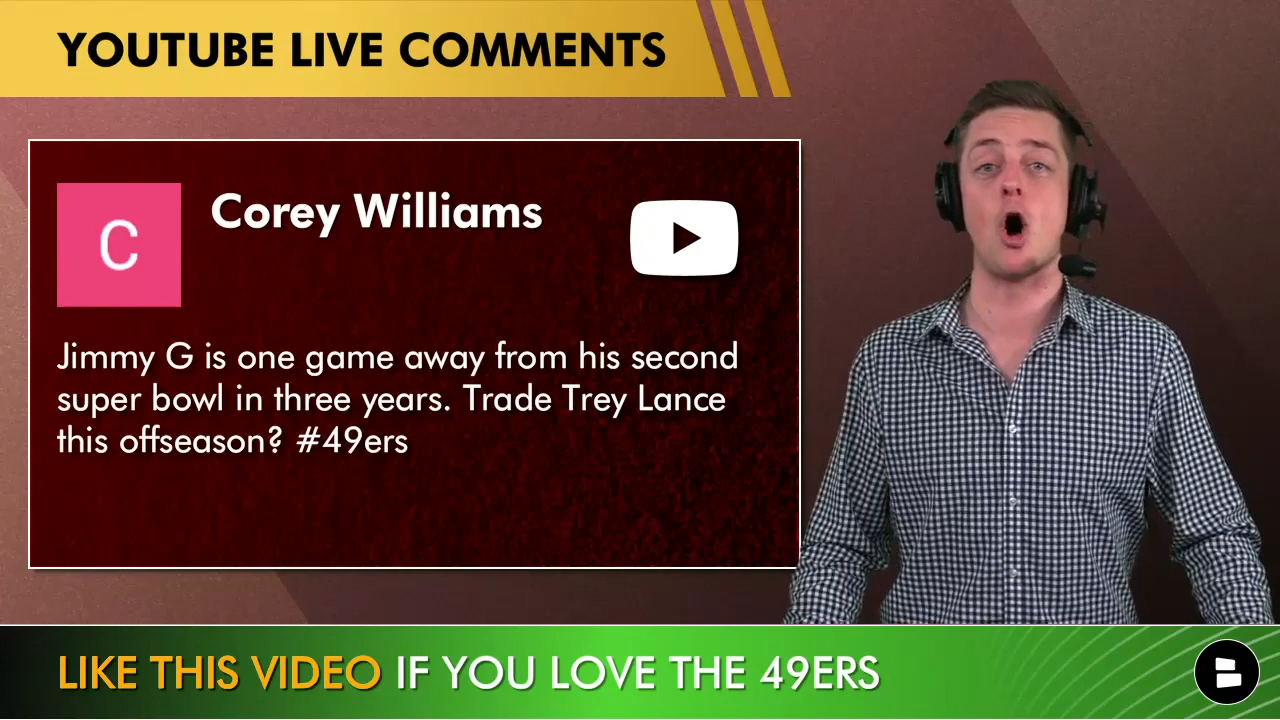 YOUTUBE LIVE COMMENTS
C
Corey Williams
Jimmy G is one game away from his second
super bowl in three years. Trade Trey Lance
this offseason? #49ers
LIKE THIS VIDEO IF YOU LOVE THE 49ERS